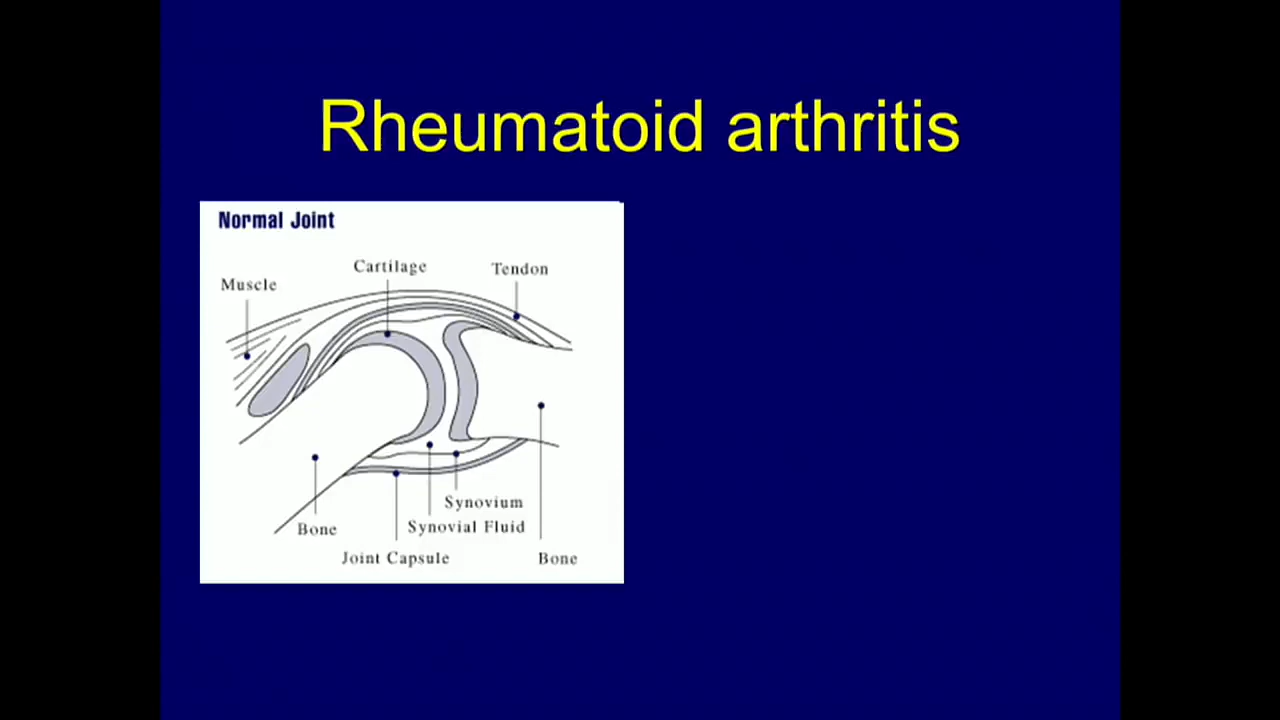 Rheumatoid arthritis
Normal Joint
Cartilage
Tendon
Muscle
Synovium
Synovial Fluid
Bone
Joint Capsule
Bone